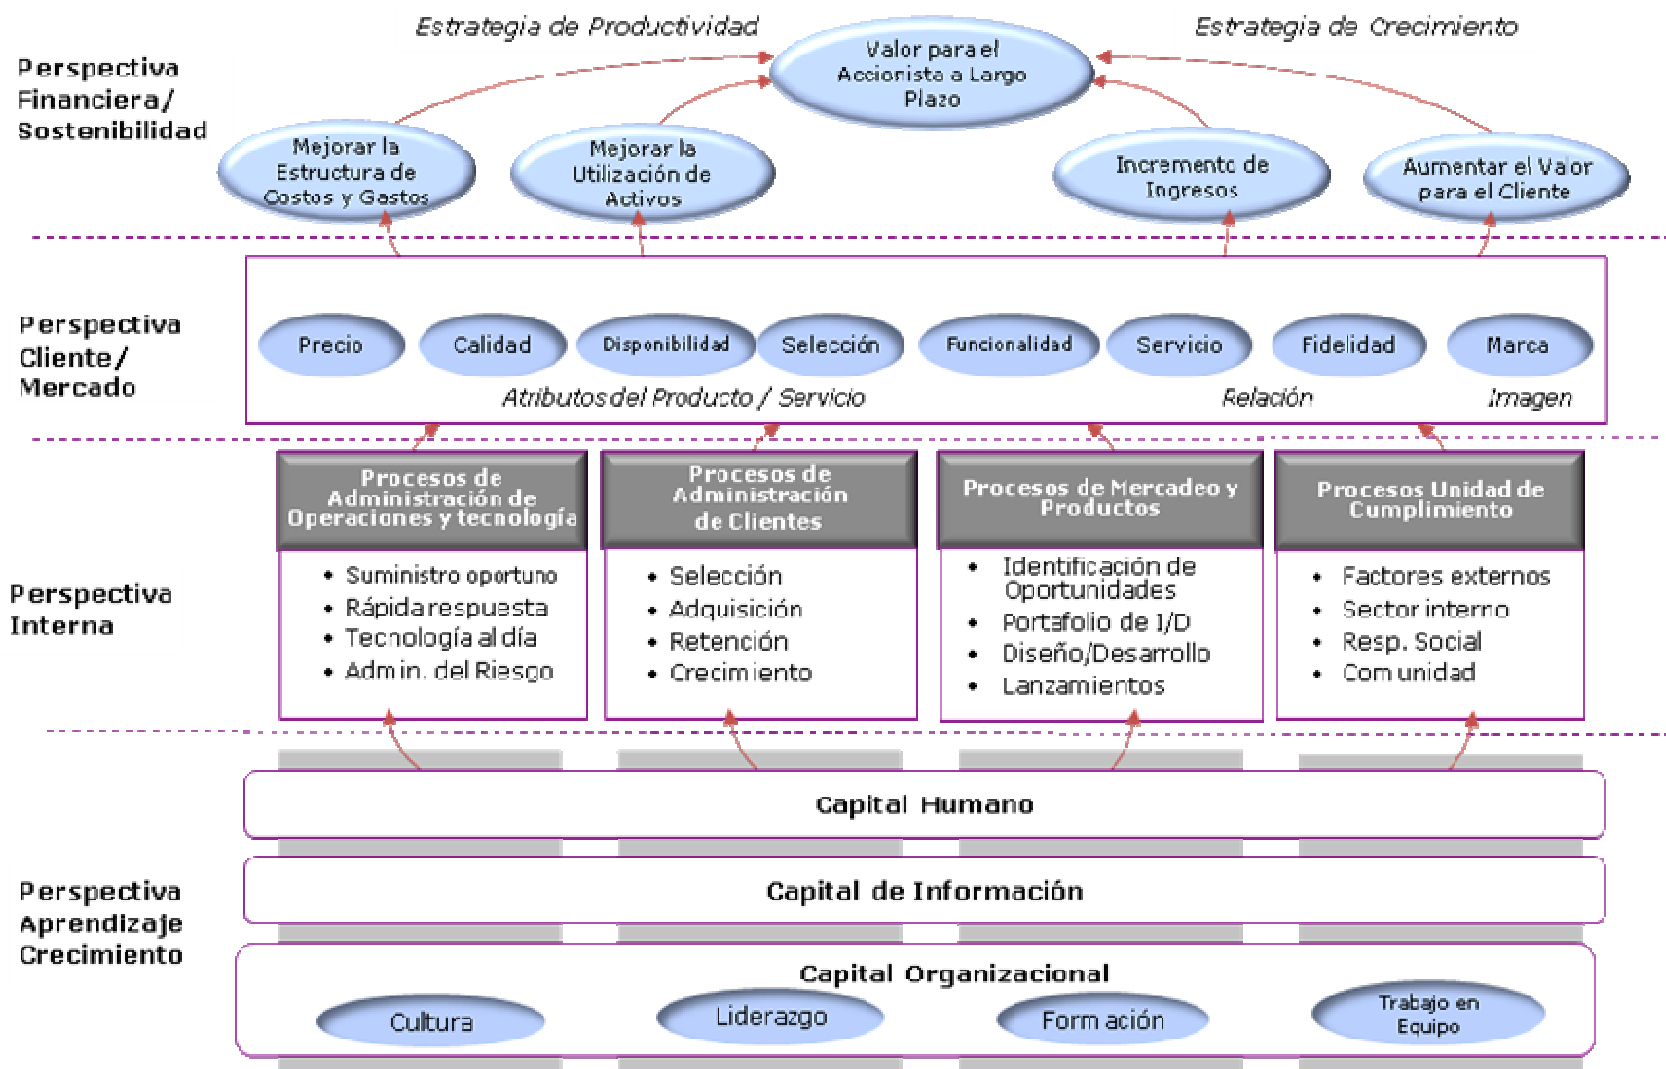 Estrategia de Productividad
Estrategia de Crecimiento
Perspectiva
Financiera/
Sostenibilidad
Valor para el
Accionista a Largo
Plazo
Mejorar la
Estructura de
Costos y Gastos
Mejorar la
Utilización de
Activos
Incremento de
Ingresos
Aumentar el Valor
para el Cliente
Perspectiva
Cliente/
Mercado
Precio
Calidad
Disponibilidad
Selección
Funcionalidad
Servicio
Fidelidad
Marca
Atributos del Producto / Servicio
Relación
Imagen
Perspectiva
Interna
Procesos de
Administración de
Operaciones y tecnología
• Suministro oportuno
• Rápida respuesta
• Tecnología al día
• Admin. del Riesgo
Procesos de
Administración
de Clientes
• Selección
• Adquisición
• Retención
• Crecimiento
Procesos de Mercadeo y
Productos
• Identificación de
Oportunidades
• Portafolio de I/D
• Diseño/Desarrollo
• Lanzamientos
Procesos Unidad de
Cumplimiento
• Factores externos
• Sector interno
• Resp. Social
• Comunidad
Perspectiva
Aprendizaje
Crecimiento
Capital Humano
Capital de Información
Capital Organizacional
Cultura
Liderazgo
Formación
Trabajo en
Equipo